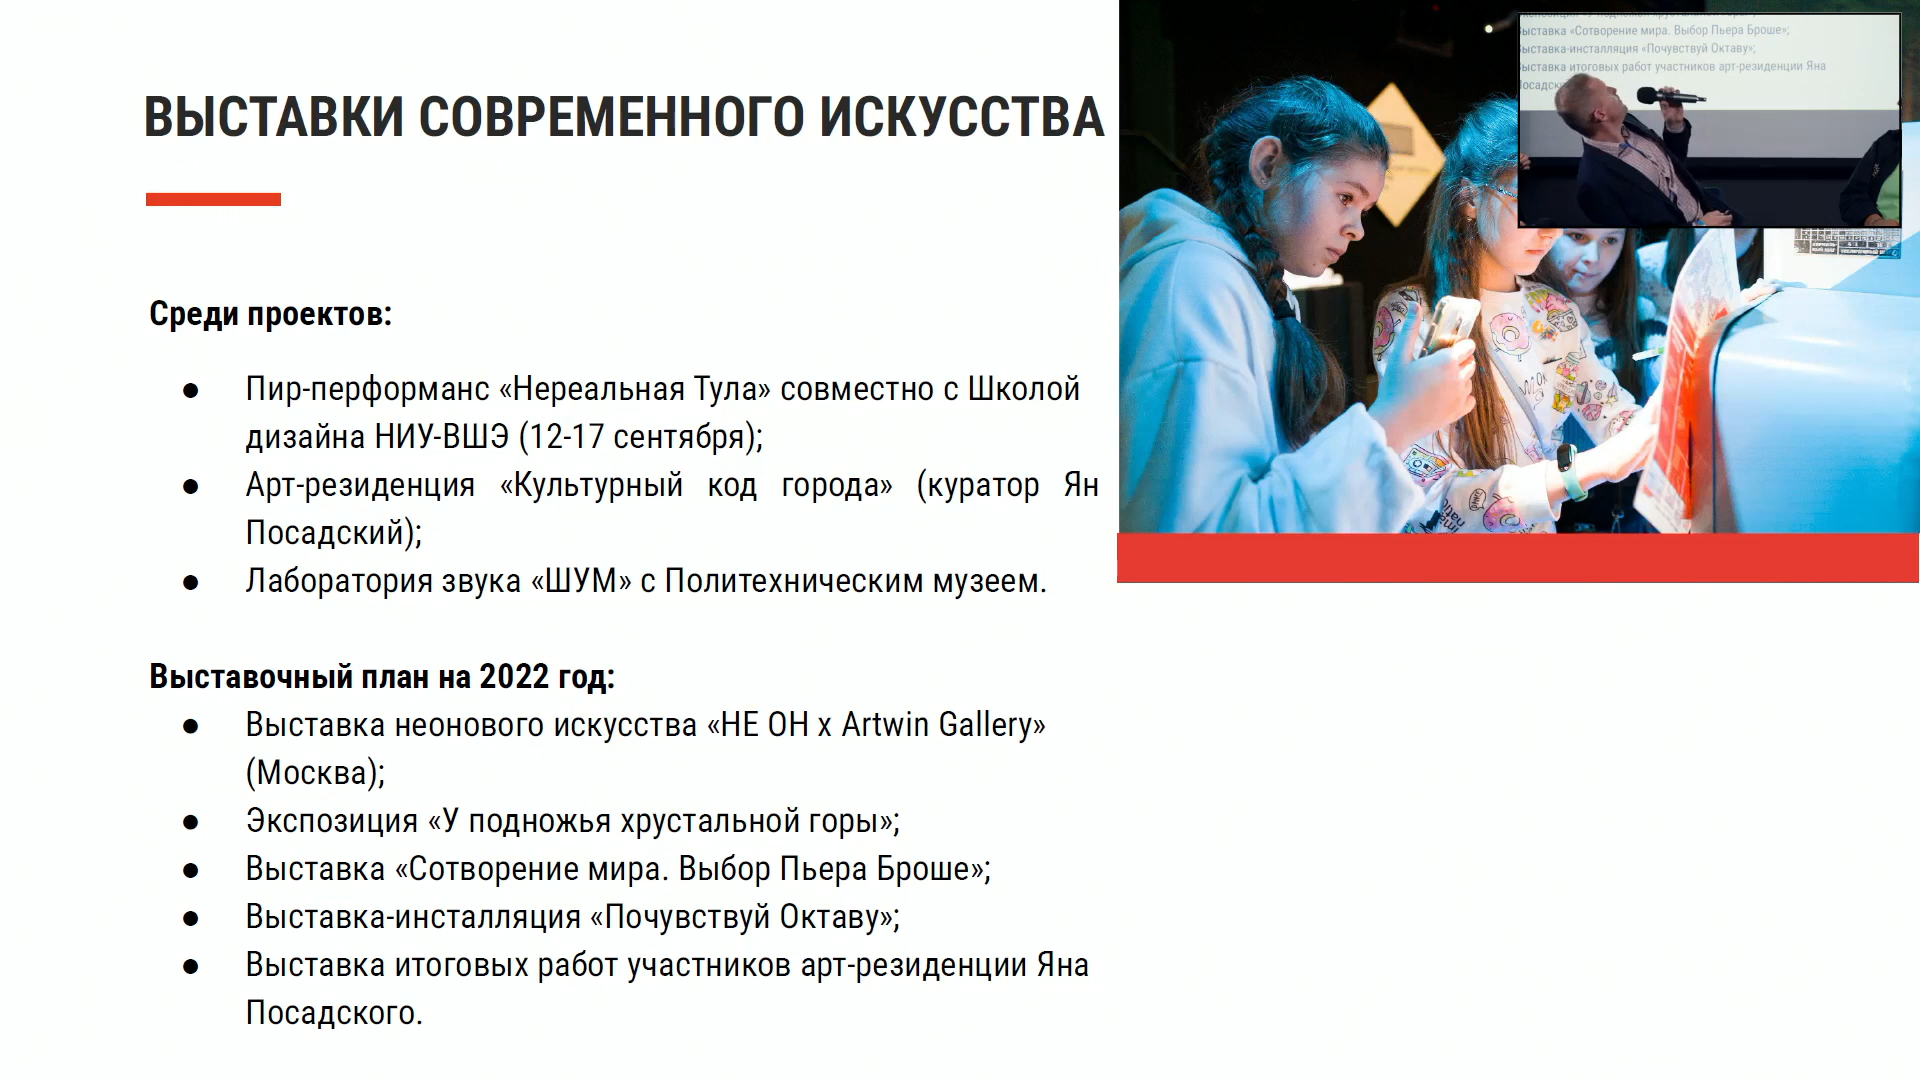 ВЫСТАВКИ СОВРЕМЕННОГО ИСКУССТВА
Среди проектов:
● Пир-перформанс «Нереальная Тула» совместно с Школой
дизайна НИУ-ВШЭ (12-17 сентября);
● Арт-резиденция «Культурный код города» (куратор Ян
Посадский);
● Лаборатория звука «ШУМ» с Политехническим музеем.
Выставочный план на 2022 год:
● Выставка неонового искусства «НЕ ОН x Artwin Gallery»
(Москва);
● Экспозиция «У подножья хрустальной горы»;
● Выставка «Сотворение мира. Выбор Пьера Броше»;
● Выставка-инсталляция «Почувствуй Октаву»;
● Выставка итоговых работ участников арт-резиденции Яна
Посадского.
Выставка «Сотворение мира. Выбор Пьера Броше»;
Выставка-инсталляция «Почувствуй Октаву»;
Выставка итоговых работ участников арт-резиденции Яна